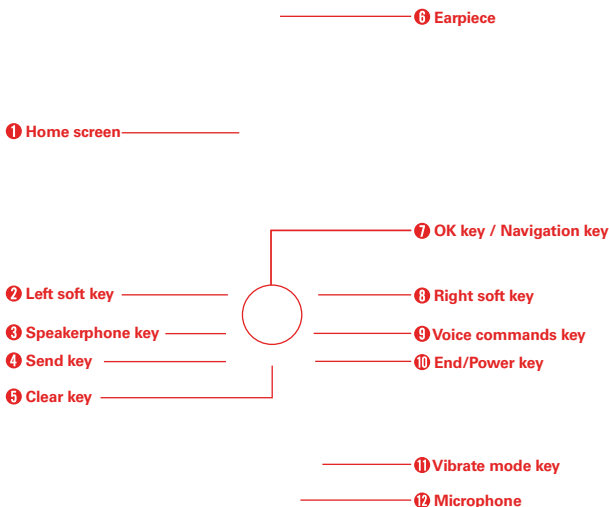 ❻ Earpiece
❶ Home screen
❼ OK key / Navigation key
❷ Left soft key
❽ Right soft key
❸ Speakerphone key
❾ Voice commands key
❹ Send key
❿ End/Power key
❺ Clear key
⓫ Vibrate mode key
⓬ Microphone